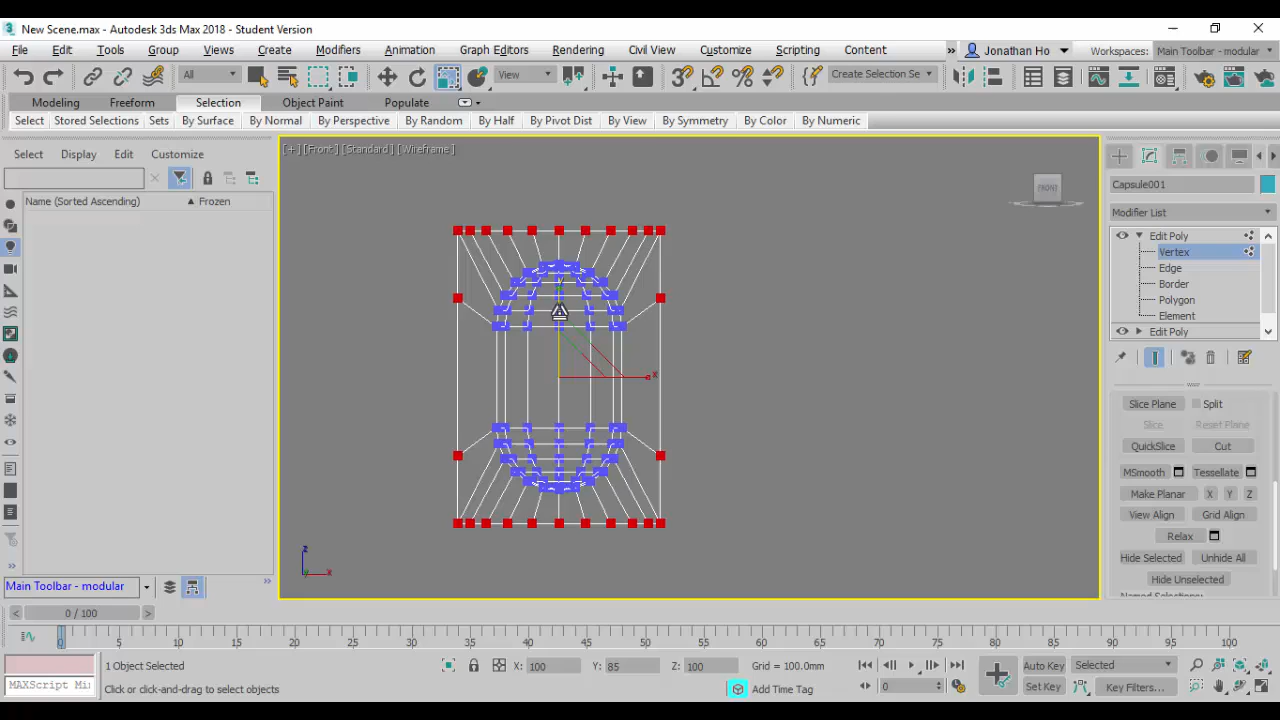 New Scene.max - Autodesk 3ds Max 2018 - Student Version
File Edit Tools Group Views Create Modifiers Animation Graph Editors Rendering Civil View Customize Scripting Content » Jonathan Ho Workspaces: Main Toolbar - modular
All View Create Selection Se
Modeling Freeform Selection Object Paint Populate
Select Stored Selections Sets By Surface By Normal By Perspective By Random By Half By Pivot Dist By View By Symmetry By Color By Numeric
Select Display Edit Customize
[+] [Front] [Standard] [Wireframe]
FRONT
Capsule001
Name (Sorted Ascending) ▲ Frozen
Modifier List
Edit Poly
Vertex
Edge
Border
Polygon
Element
Edit Poly
x
Slice Plane Split
Slice Reset Plane
QuickSlice Cut
MSmooth Tessellate
Make Planar X Y Z
View Align Grid Align
Relax
Hide Selected Unhide All
Hide Unselected
z
y x
Main Toolbar - modular »
< 0 / 100 >
0 5 10 15 20 25 30 35 40 45 50 55 60 65 70 75 80 85 90 95 100
1 Object Selected X: 100 Y: 85 Z: 100 Grid = 100.0mm Auto Key Selected
MAXScript Mi Click or click-and-drag to select objects Add Time Tag 0 Set Key Key Filters...